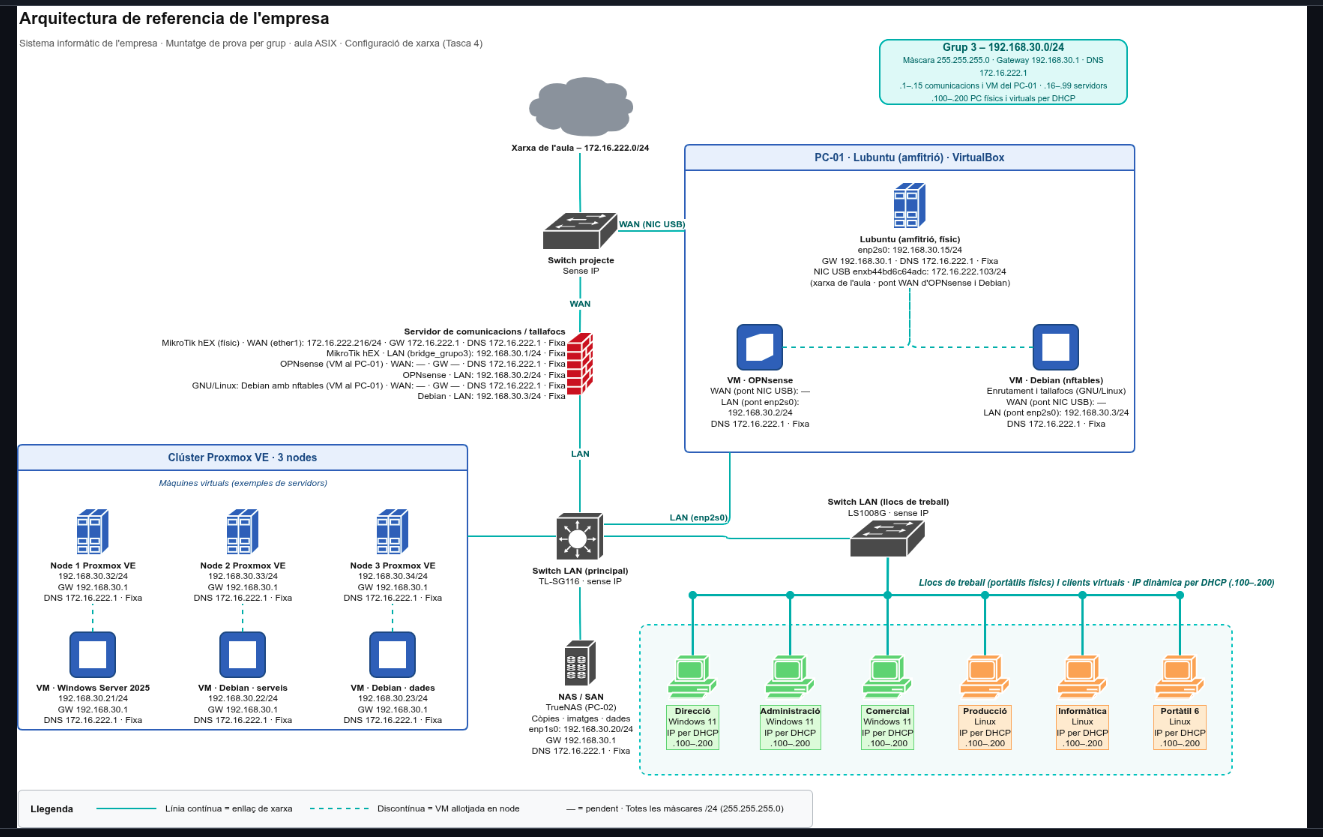 Arquitectura de referencia de l'empresa
Sistema informàtic de l'empresa · Muntatge de prova per grup · aula ASIX · Configuració de xarxa (Tasca 4)
Grup 3 – 192.168.30.0/24
Màscara 255.255.255.0 · Gateway 192.168.30.1 · DNS
172.16.222.1
.1–.15 comunicacions i VM del PC-01 · .16–.99 servidors
.100–.200 PC físics i virtuals per DHCP
Xarxa de l'aula – 172.16.222.0/24
PC-01 · Lubuntu (amfitrió) · VirtualBox
WAN (NIC USB)
Switch projecte
Sense IP
Lubuntu (amfitrió, físic)
enp2s0: 192.168.30.15/24
GW 192.168.30.1 · DNS 172.16.222.1 · Fixa
NIC USB enxb44bd6c64adc: 172.16.222.103/24
(xarxa de l'aula · pont WAN d'OPNsense i Debian)
WAN
Servidor de comunicacions / tallafocs
MikroTik hEX (físic) · WAN (ether1): 172.16.222.216/24 · GW 172.16.222.1 · DNS 172.16.222.1 · Fixa
MikroTik hEX · LAN (bridge_grupo3): 192.168.30.1/24 · Fixa
OPNsense (VM al PC-01) · WAN: — · GW — · DNS 172.16.222.1 · Fixa
OPNsense · LAN: 192.168.30.2/24 · Fixa
GNU/Linux: Debian amb nftables (VM al PC-01) · WAN: — · GW — · DNS 172.16.222.1 · Fixa
Debian · LAN: 192.168.30.3/24 · Fixa
VM · OPNsense
WAN (pont NIC USB): —
LAN (pont enp2s0):
192.168.30.2/24
DNS 172.16.222.1 · Fixa
VM · Debian (nftables)
Enrutament i tallafocs (GNU/Linux)
WAN (pont NIC USB): —
LAN (pont enp2s0): 192.168.30.3/24
DNS 172.16.222.1 · Fixa
LAN
Clúster Proxmox VE · 3 nodes
Màquines virtuals (exemples de servidors)
Node 1 Proxmox VE
192.168.30.32/24
GW 192.168.30.1
DNS 172.16.222.1 · Fixa
Node 2 Proxmox VE
192.168.30.33/24
GW 192.168.30.1
DNS 172.16.222.1 · Fixa
Node 3 Proxmox VE
192.168.30.34/24
GW 192.168.30.1
DNS 172.16.222.1 · Fixa
VM · Windows Server 2025
192.168.30.21/24
GW 192.168.30.1
DNS 172.16.222.1 · Fixa
VM · Debian · serveis
192.168.30.22/24
GW 192.168.30.1
DNS 172.16.222.1 · Fixa
VM · Debian · dades
192.168.30.23/24
GW 192.168.30.1
DNS 172.16.222.1 · Fixa
LAN (enp2s0)
Switch LAN (principal)
TL-SG116 · sense IP
Switch LAN (llocs de treball)
LS1008G · sense IP
Llocs de treball (portàtils físics) i clients virtuals · IP dinàmica per DHCP (.100–.200)
NAS / SAN
TrueNAS (PC-02)
Còpies · imatges · dades
enp1s0: 192.168.30.20/24
GW 192.168.30.1
DNS 172.16.222.1 · Fixa
Direcció
Windows 11
IP per DHCP
.100–.200
Administració
Windows 11
IP per DHCP
.100–.200
Comercial
Windows 11
IP per DHCP
.100–.200
Producció
Linux
IP per DHCP
.100–.200
Informàtica
Linux
IP per DHCP
.100–.200
Portàtil 6
Linux
IP per DHCP
.100–.200
Llegenda
Línia contínua = enllaç de xarxa
Discontínua = VM allotjada en node
— = pendent · Totes les màscares /24 (255.255.255.0)